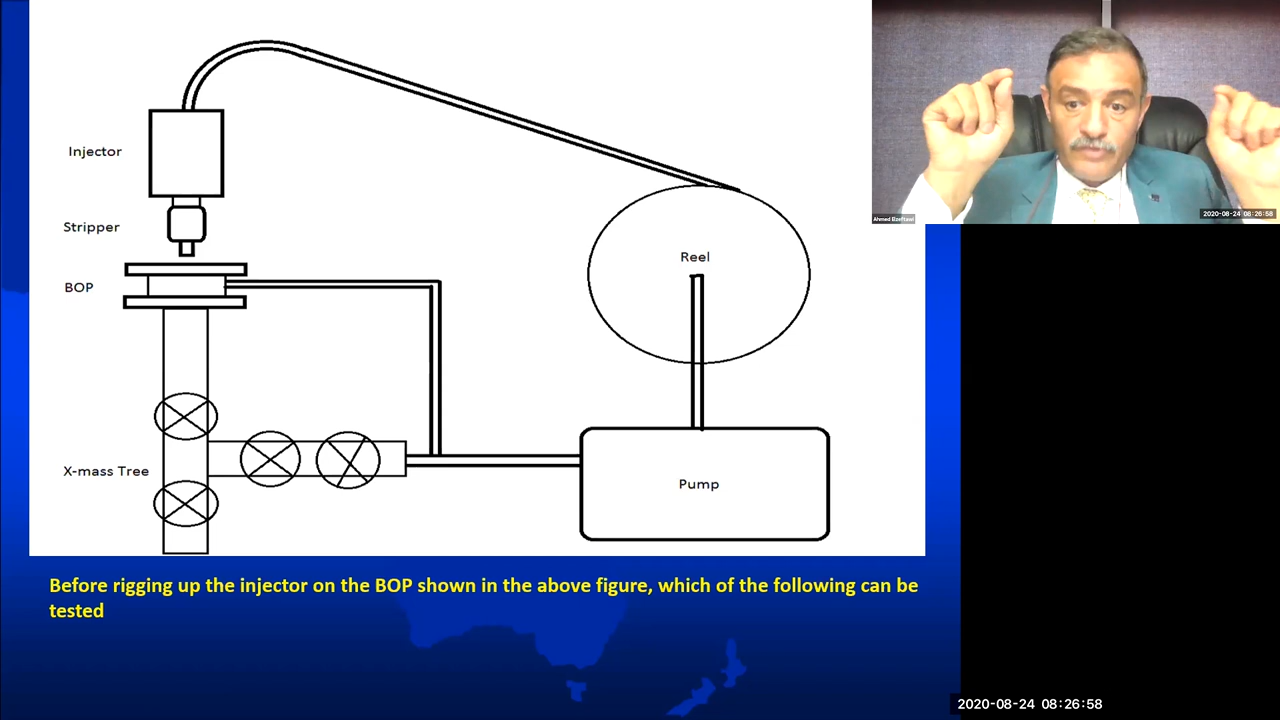 Injector
Stripper
BOP
Reel
X-mass Tree
Pump
Before rigging up the injector on the BOP shown in the above figure, which of the following can be
tested
Ahmed Elzeftawi
2020-08-24 08:26:58
2020-08-24 08:26:58